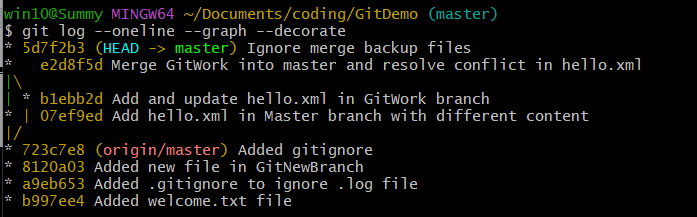 win10@Summy MINGW64 ~/Documents/coding/GitDemo (master)
$ git log --oneline --graph --decorate
* 5d7f2b3 (HEAD -> master) Ignore merge backup files
*   e2d8f5d Merge GitWork into master and resolve conflict in hello.xml
|\
| * b1ebb2d Add and update hello.xml in GitWork branch
* | 07ef9ed Add hello.xml in Master branch with different content
|/
* 723c7e8 (origin/master) Added gitignore
* 8120a03 Added new file in GitNewBranch
* a9eb653 Added .gitignore to ignore .log file
* b997ee4 Added welcome.txt file